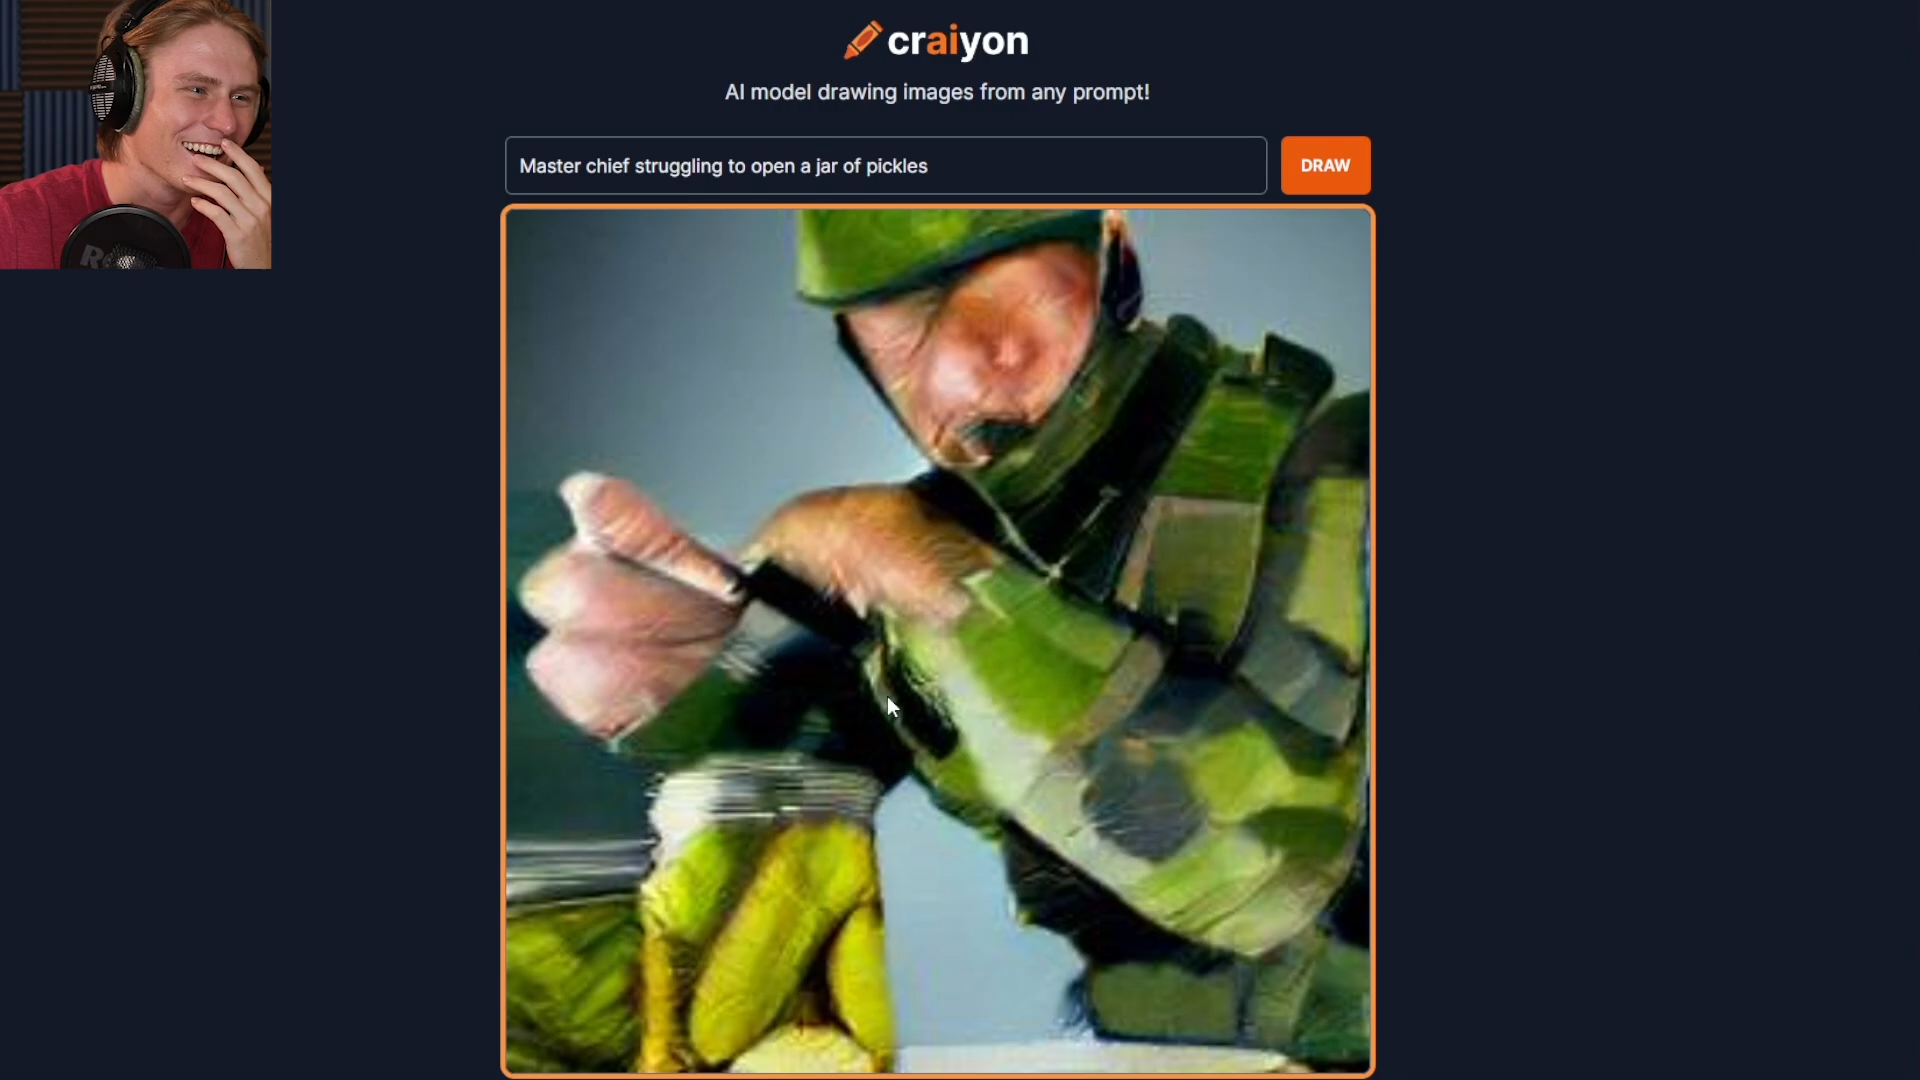 craiyon
AI model drawing images from any prompt!
Master chief struggling to open a jar of pickles
DRAW